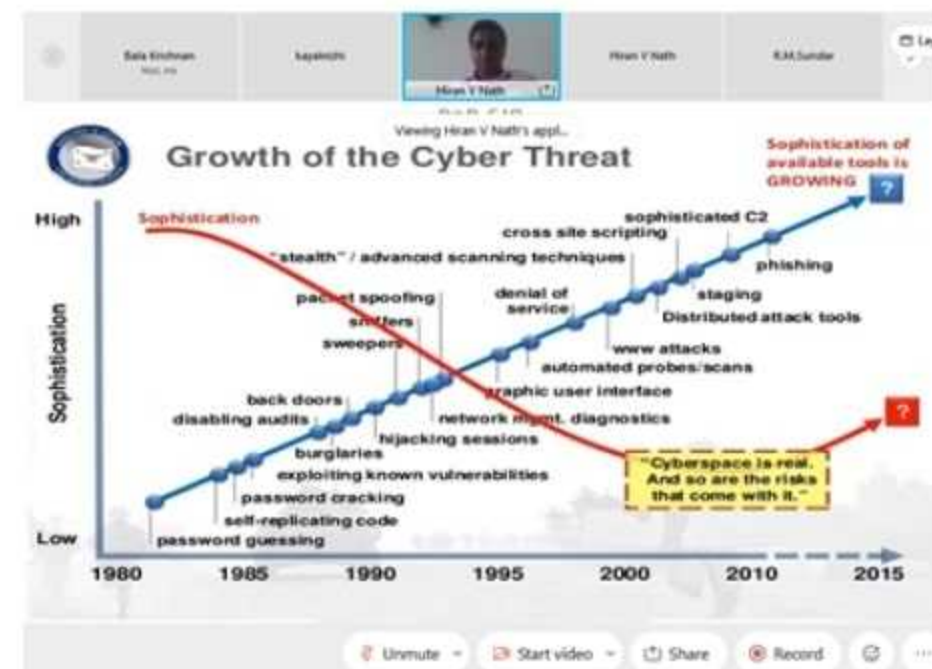 Bala Krishnan
Hiran V Nath
Hiran V Nath
R.M.Sundar
Viewing Hiran V Nath's appl...
Growth of the Cyber Threat
Sophistication of
available tools is
GROWING
?
High
Sophistication
sophisticated C2
cross site scripting
"stealth" / advanced scanning techniques
phishing
packet spoofing
denial of
service
staging
sniffers
Distributed attack tools
sweepers
www attacks
automated probes/scans
Sophistication
graphic user interface
back doors
?
disabling audits
network mgmt. diagnostics
hijacking sessions
burglaries
"Cyberspace is real.
And so are the risks
that come with it."
exploiting known vulnerabilities
password cracking
self-replicating code
Low
password guessing
1980 1985 1990 1995 2000 2010 2015
Unmute Start video Share Record